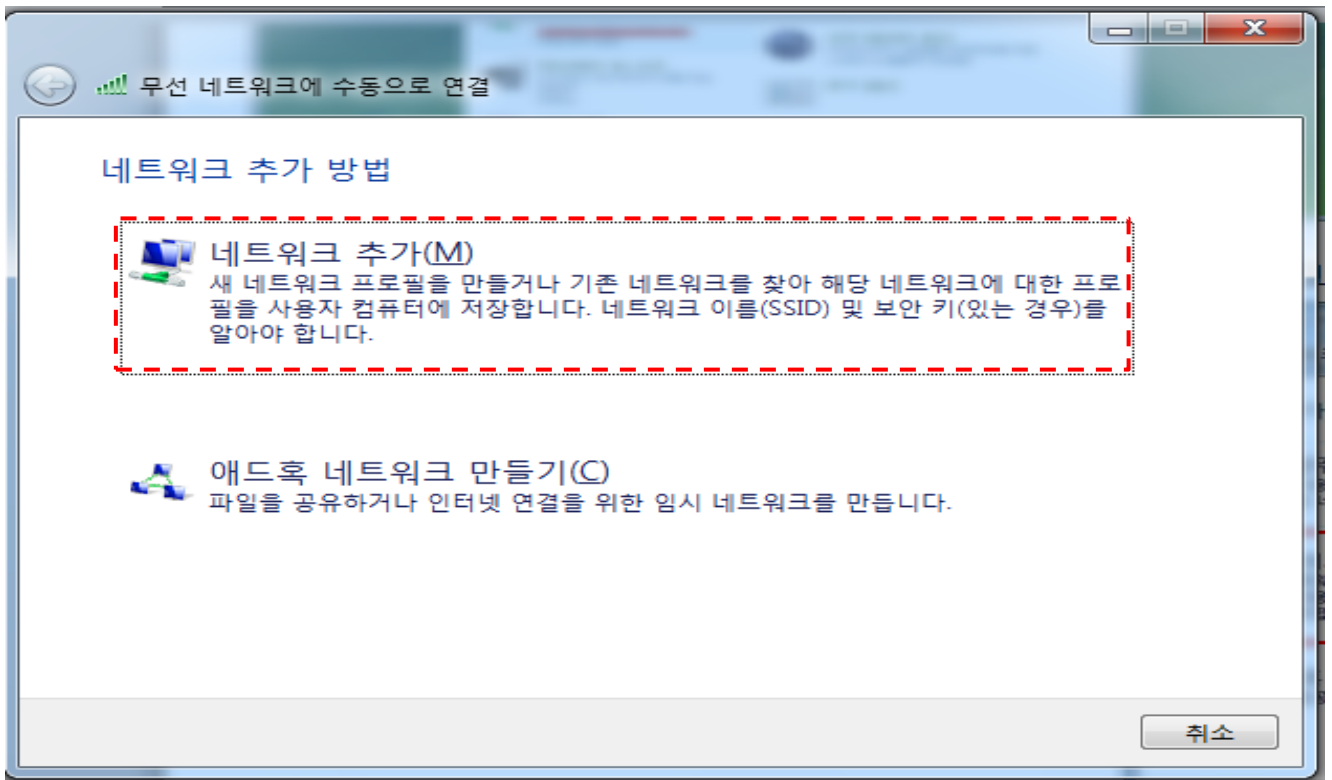 무선 네트워크에 수동으로 연결
네트워크 추가 방법
네트워크 추가(M)
새 네트워크 프로필을 만들거나 기존 네트워크를 찾아 해당 네트워크에 대한 프로
필을 사용자 컴퓨터에 저장합니다. 네트워크 이름(SSID) 및 보안 키(있는 경우)를
알아야 합니다.
애드혹 네트워크 만들기(C)
파일을 공유하거나 인터넷 연결을 위한 임시 네트워크를 만듭니다.
취소